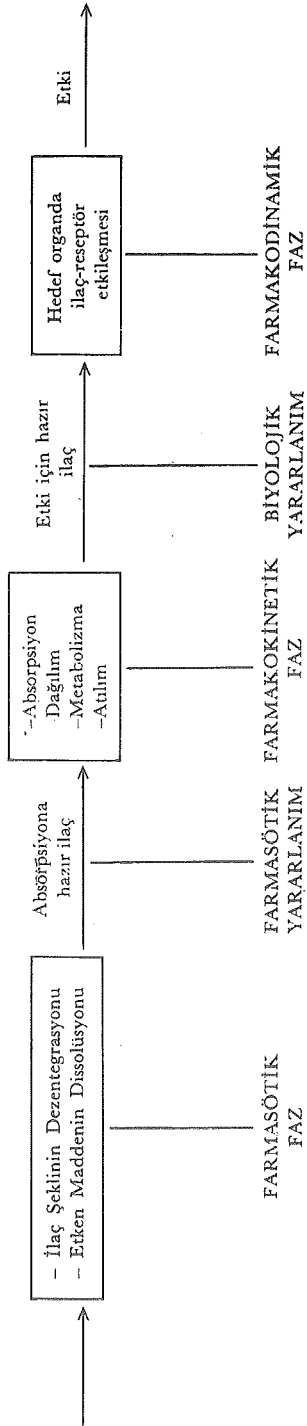 – İlaç Şeklinin Dezentegrasyonu
– Etken Maddenin Dissolüsyonu
FARMASÖTİK
FAZ
Absorpsiyona
hazır ilaç
FARMASÖTİK
YARARLANIM
–Absorpsiyon
Dağılım
–Metabolizma
–Atılım
FARMAKOKİNETİK
FAZ
Etki için hazır
ilaç
BİYOLOJİK
YARARLANIM
Hedef organda
ilaç-reseptör
etkileşmesi
FARMAKODİNAMİK
FAZ
Etki